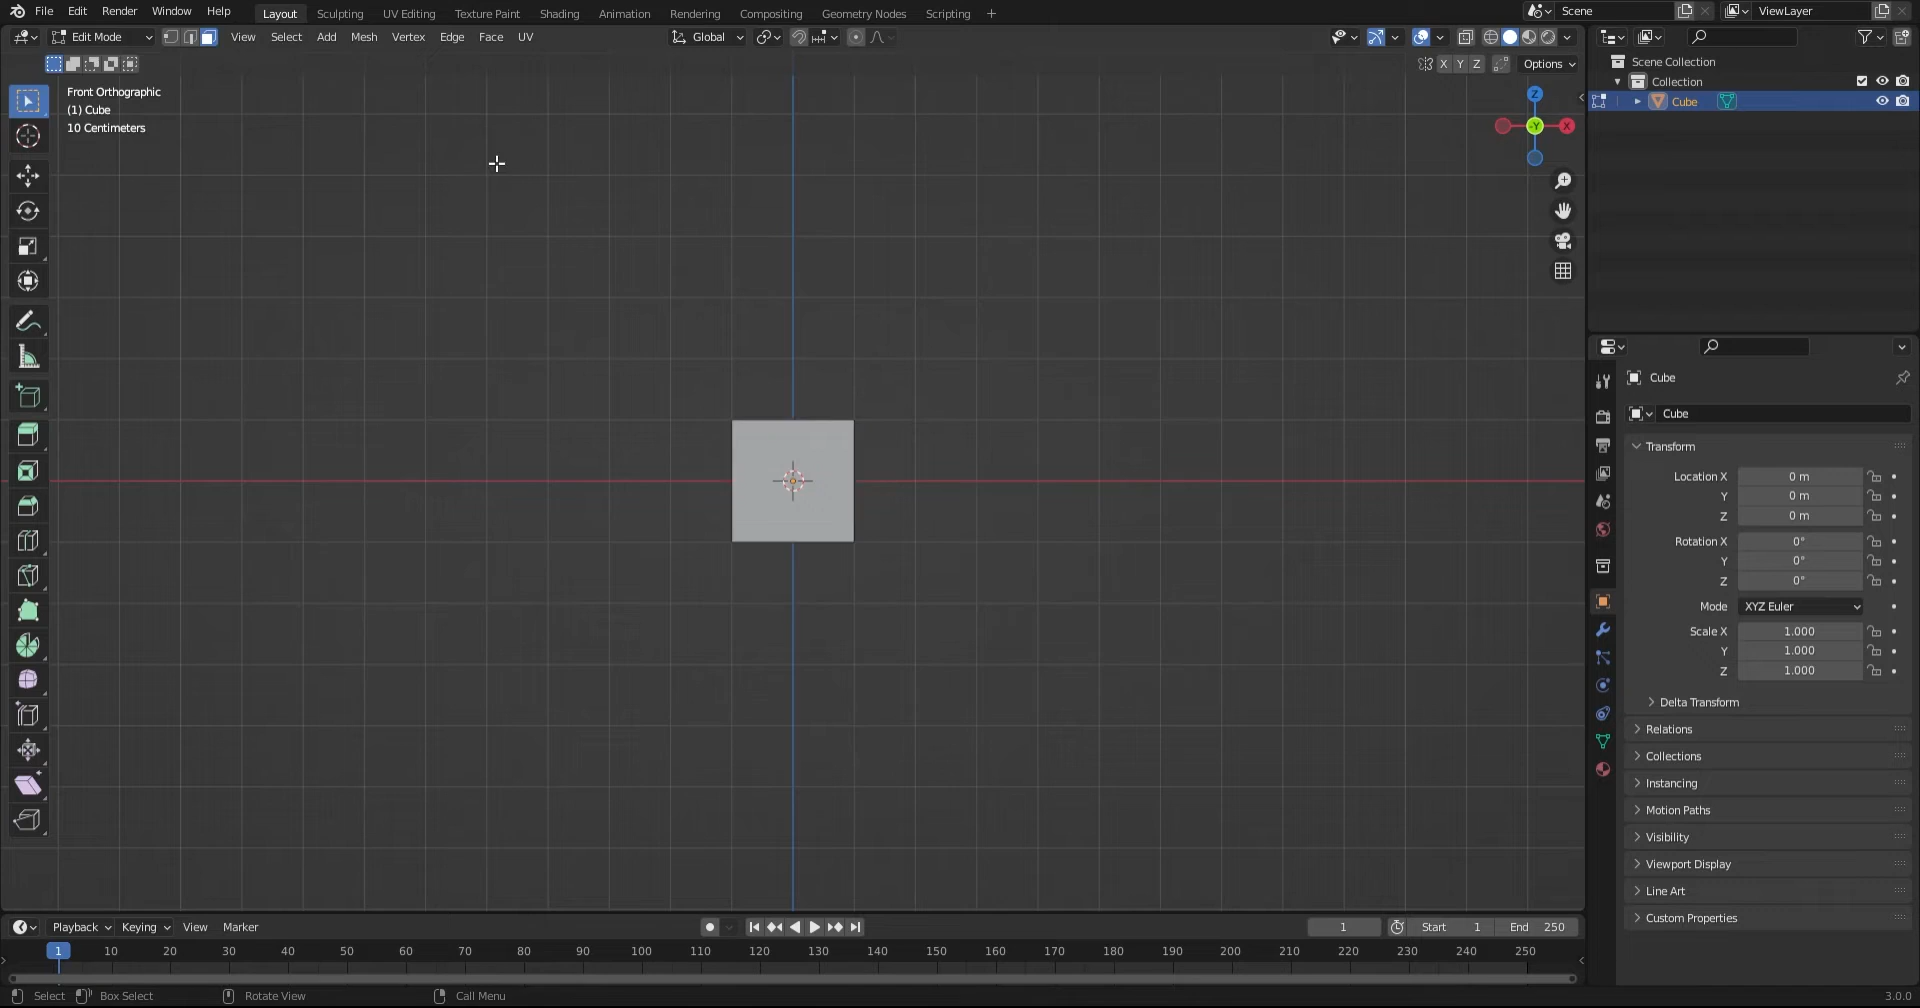 File Edit Render Window Help Layout Sculpting UV Editing Texture Paint Shading Animation Rendering Compositing Geometry Nodes Scripting + Scene ViewLayer
Edit Mode View Select Add Mesh Vertex Edge Face UV Global
X Y Z Options
Front Orthographic
(1) Cube
10 Centimeters
Z
-Y X
Scene Collection
Collection
Cube
Cube
Cube
Transform
Location X 0 m
Y 0 m
Z 0 m
Rotation X 0°
Y 0°
Z 0°
Mode XYZ Euler
Scale X 1.000
Y 1.000
Z 1.000
Delta Transform
Relations
Collections
Instancing
Motion Paths
Visibility
Viewport Display
Line Art
Custom Properties
Playback Keying View Marker 1 Start 1 End 250
1 10 20 30 40 50 60 70 80 90 100 110 120 130 140 150 160 170 180 190 200 210 220 230 240 250
Select Box Select Rotate View Call Menu 3.0.0